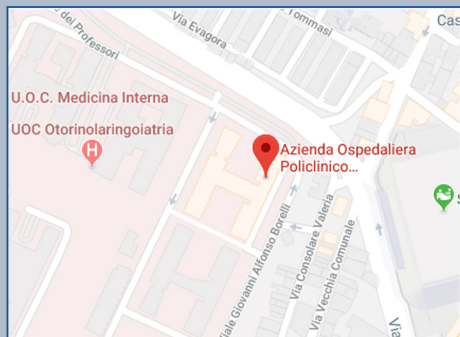 Via Evagora
Tommasi
Cas
dei Professori
U.O.C. Medicina Interna
UOC Otorinolaringoiatria
H
Azienda Ospedaliera
Policlinico...
S
Viale Giovanni Alfonso Borelli
Via Consolare Valeria
Via Vecchia Comunale
Via